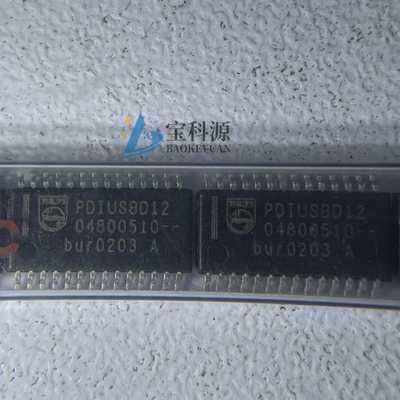 宝科源
BAOKEYUAN
PHILIPS
PDIUSBD12
04800510--
bur0203 A
PHILIPS
PDIUSBD12
04800510--
bur0203 A
C